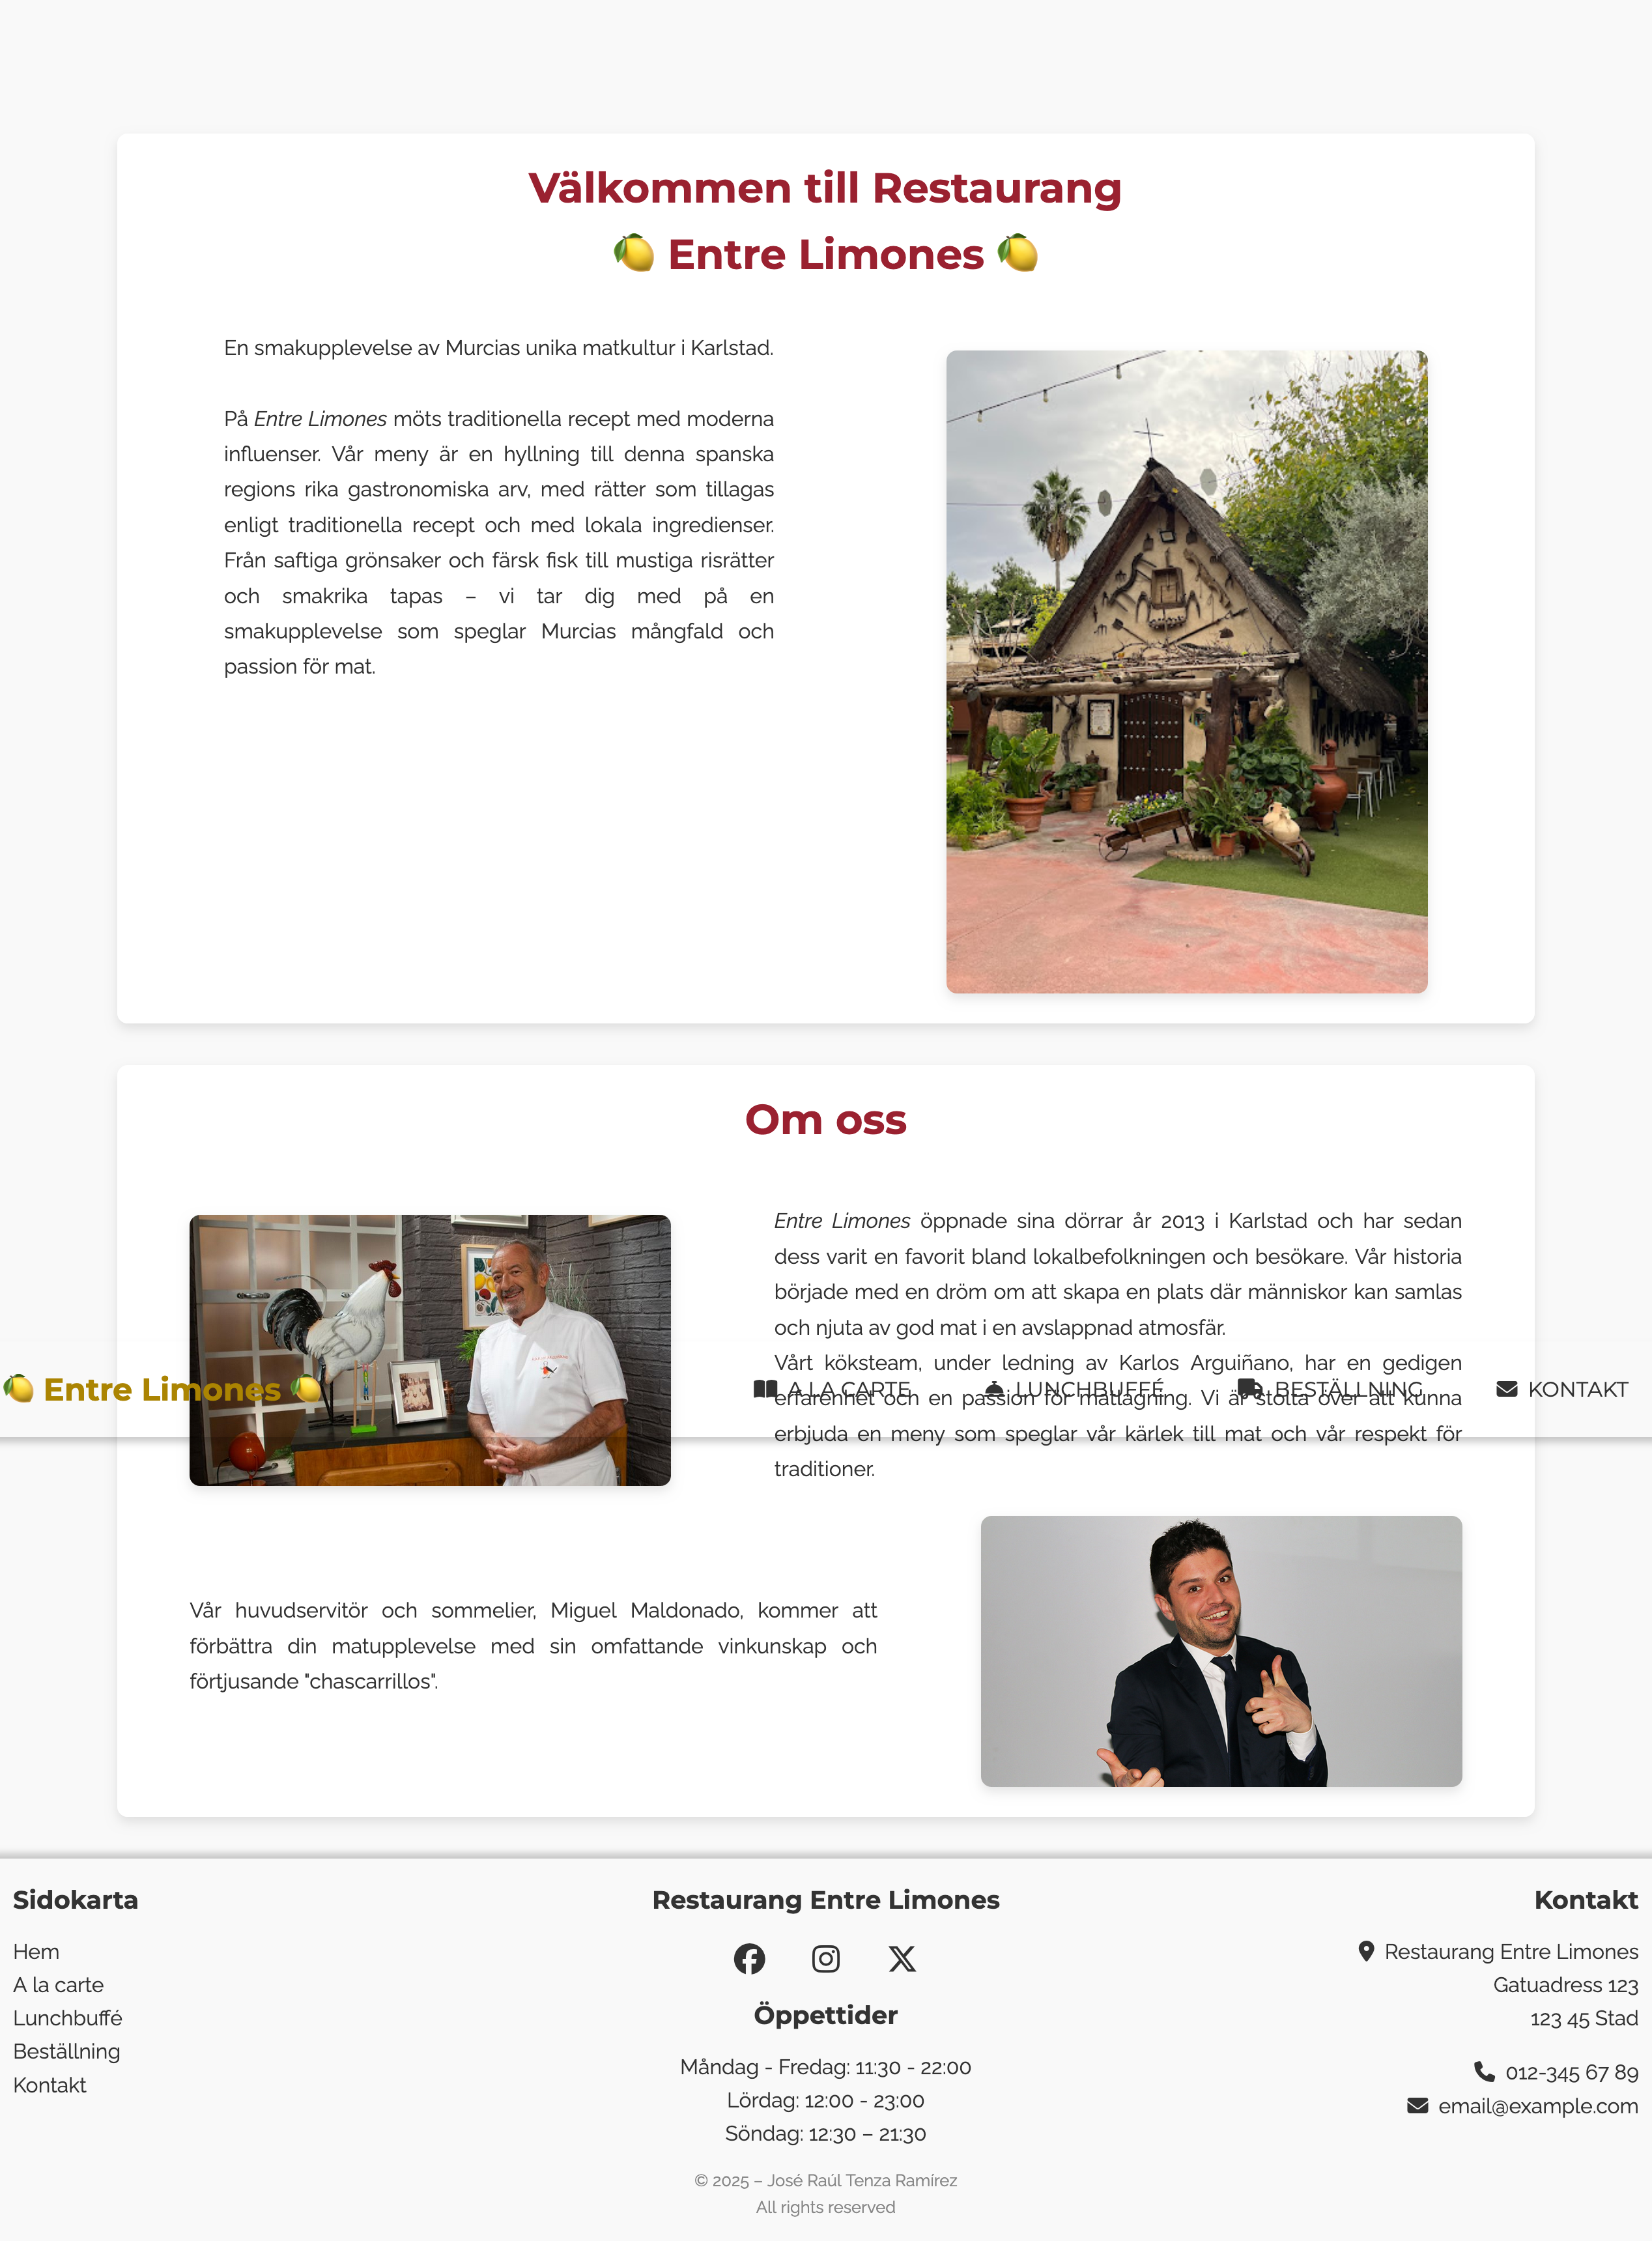 Välkommen till Restaurang
🍋 Entre Limones 🍋
En smakupplevelse av Murcias unika matkultur i Karlstad.
På Entre Limones möts traditionella recept med moderna
influenser. Vår meny är en hyllning till denna spanska
regions rika gastronomiska arv, med rätter som tillagas
enligt traditionella recept och med lokala ingredienser.
Från saftiga grönsaker och färsk fisk till mustiga risrätter
och smakrika tapas – vi tar dig med på en
smakupplevelse som speglar Murcias mångfald och
passion för mat.
Om oss
Entre Limones öppnade sina dörrar år 2013 i Karlstad och har sedan
dess varit en favorit bland lokalbefolkningen och besökare. Vår historia
började med en dröm om att skapa en plats där människor kan samlas
och njuta av god mat i en avslappnad atmosfär.
Vårt köksteam, under ledning av Karlos Arguiñano, har en gedigen
erfarenhet och en passion för matlagning. Vi är stolta över att kunna
erbjuda en meny som speglar vår kärlek till mat och vår respekt för
traditioner.
🍋 Entre Limones 🍋
A LA CARTE
LUNCHBUFFÉ
BESTÄLLNING
KONTAKT
Vår huvudservitör och sommelier, Miguel Maldonado, kommer att
förbättra din matupplevelse med sin omfattande vinkunskap och
förtjusande "chascarrillos".
Sidokarta
Hem
A la carte
Lunchbuffé
Beställning
Kontakt
Restaurang Entre Limones
Öppettider
Måndag - Fredag: 11:30 - 22:00
Lördag: 12:00 - 23:00
Söndag: 12:30 – 21:30
© 2025 – José Raúl Tenza Ramírez
All rights reserved
Kontakt
Restaurang Entre Limones
Gatuadress 123
123 45 Stad
012-345 67 89
email@example.com